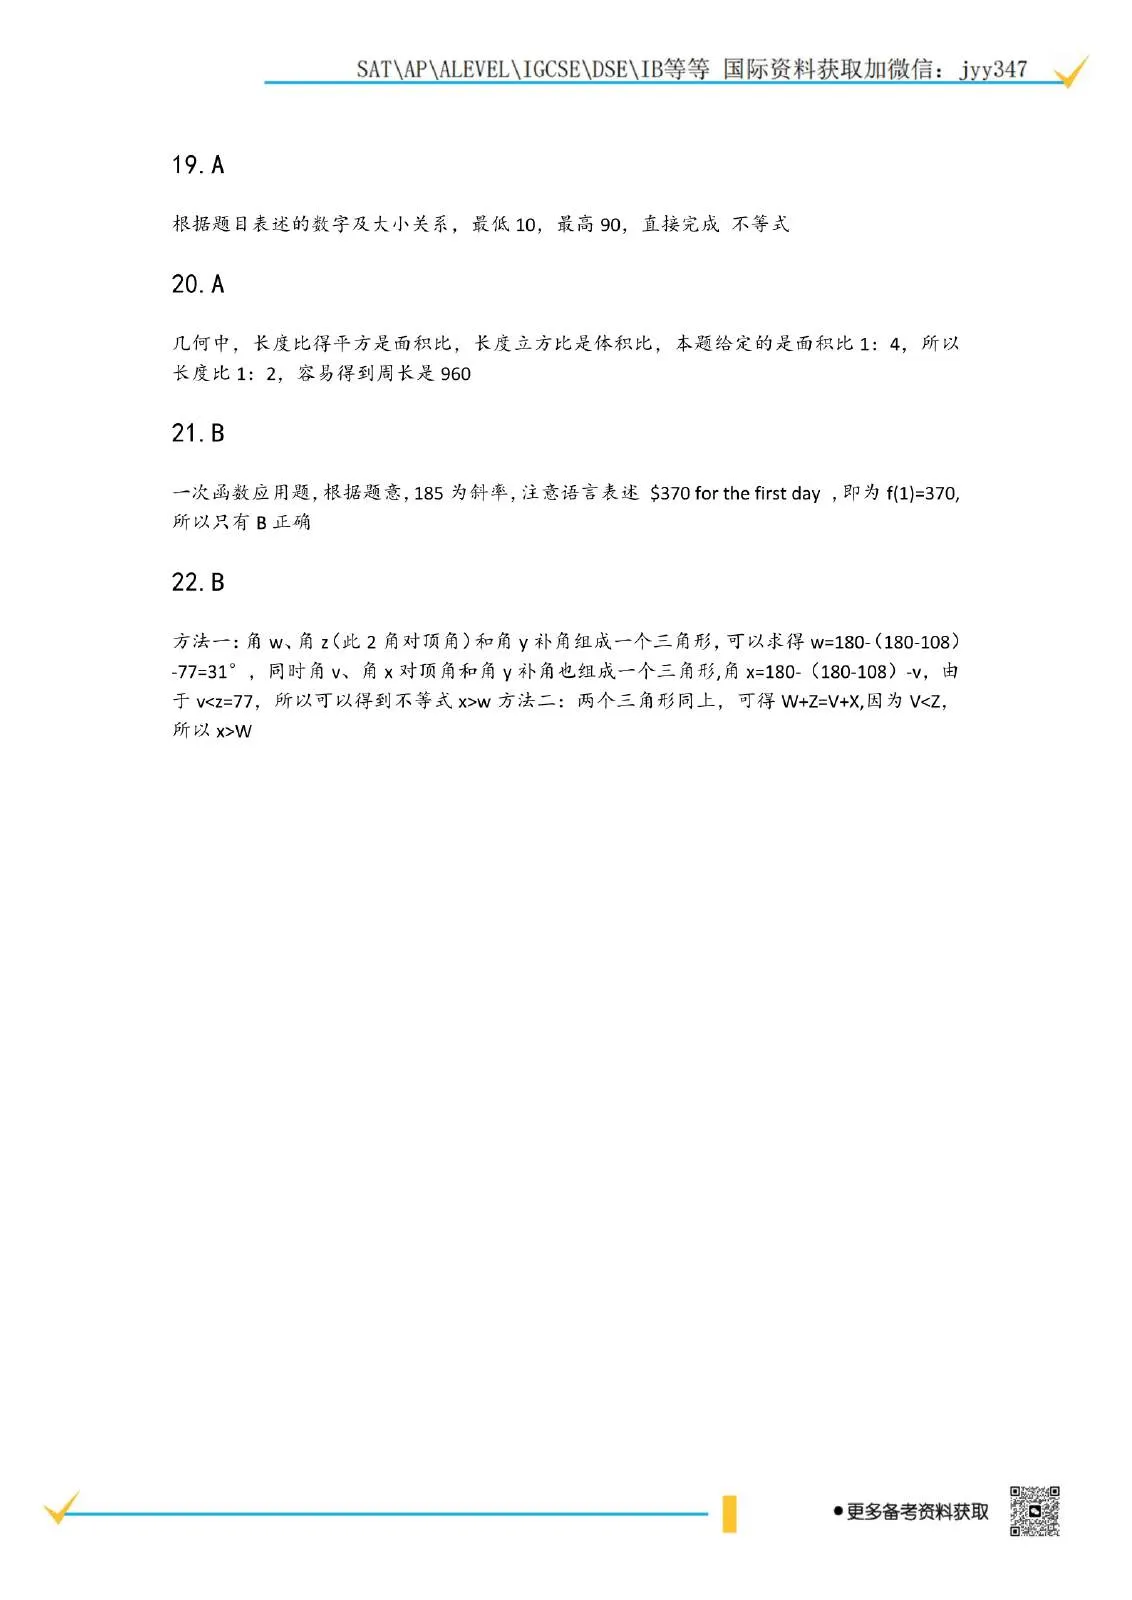 SAT\AP\ALEVEL\IGCSE\DSE\IB等等 国际资料获取加微信：jyy347
19. A
根据题目表述的数字及大小关系，最低 10，最高 90，直接完成 不等式
20. A
几何中，长度比得平方是面积比，长度立方比是体积比，本题给定的是面积比 1：4，所以
长度比 1：2，容易得到周长是 960
21. B
一次函数应用题，根据题意，185 为斜率，注意语言表述 $370 for the first day ，即为 f(1)=370,
所以只有 B 正确
22. B
方法一：角 w、角 z（此 2 角对顶角）和角 y 补角组成一个三角形，可以求得 w=180-（180-108）
-77=31°，同时角 v、角 x 对顶角和角 y 补角也组成一个三角形,角 x=180-（180-108）-v，由
于 v<z=77，所以可以得到不等式 x>w 方法二：两个三角形同上，可得 W+Z=V+X,因为 V<Z，
所以 x>W
●更多备考资料获取